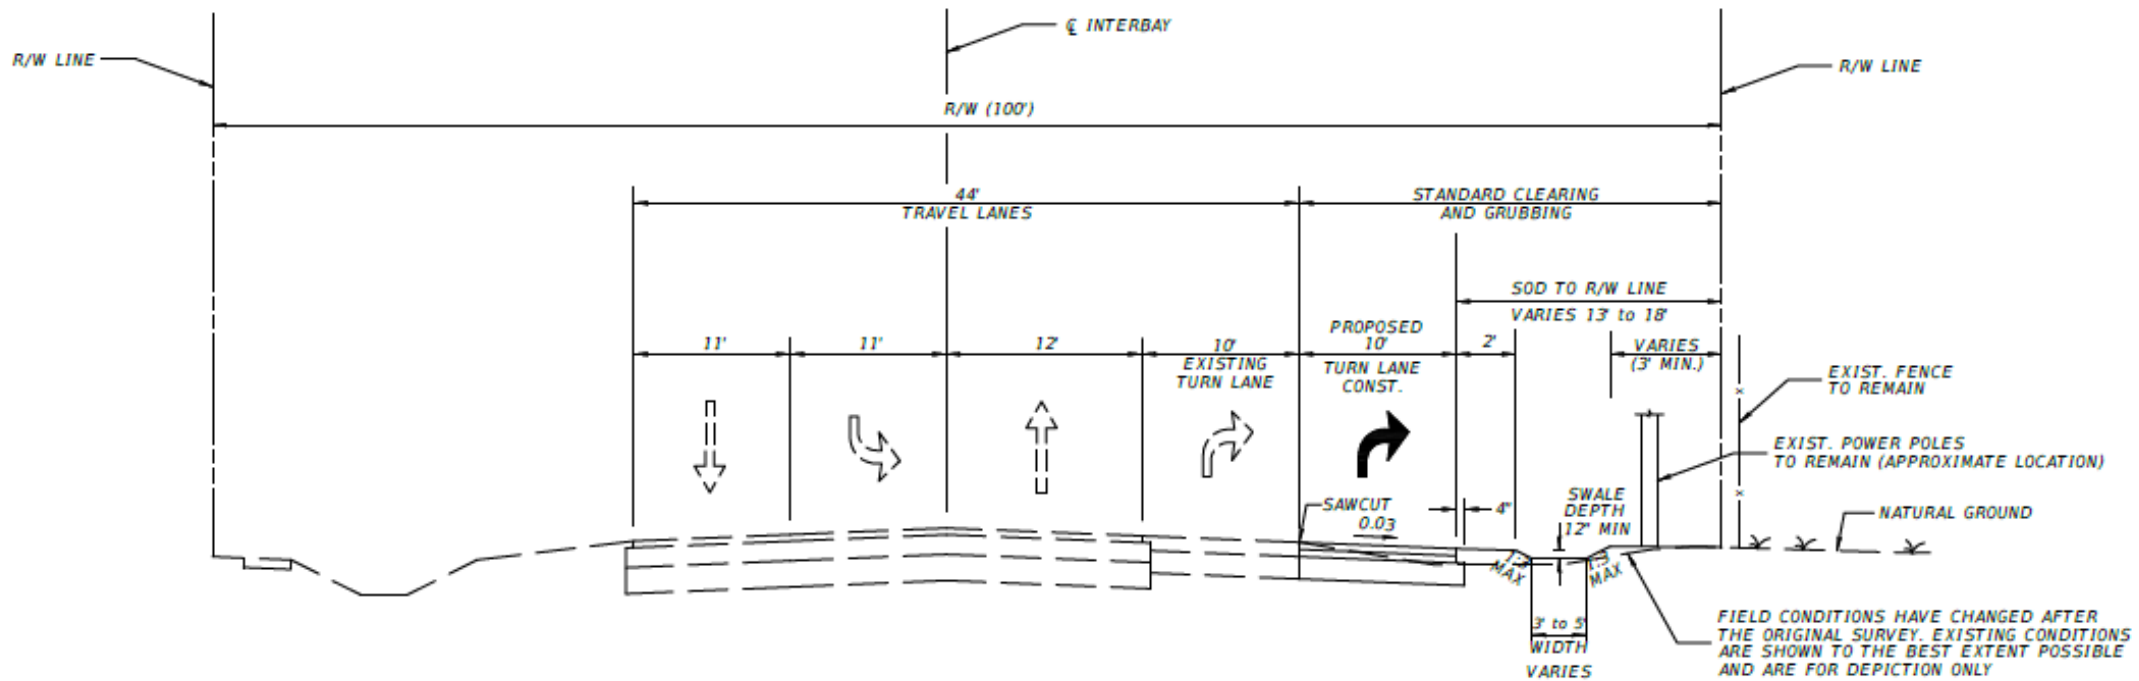 ℄ INTERBAY
R/W LINE
R/W LINE
R/W (100')
44'
TRAVEL LANES
STANDARD CLEARING
AND GRUBBING
SOD TO R/W LINE
VARIES 13' to 18'
11'
11'
12'
10'
EXISTING
TURN LANE
PROPOSED
10'
TURN LANE
CONST.
2'
VARIES
(3' MIN.)
EXIST. FENCE
TO REMAIN
EXIST. POWER POLES
TO REMAIN (APPROXIMATE LOCATION)
SAWCUT
0.03
4"
SWALE
DEPTH
12" MIN
NATURAL GROUND
MAX
MAX
3' to 5'
WIDTH
VARIES
FIELD CONDITIONS HAVE CHANGED AFTER
THE ORIGINAL SURVEY. EXISTING CONDITIONS
ARE SHOWN TO THE BEST EXTENT POSSIBLE
AND ARE FOR DEPICTION ONLY